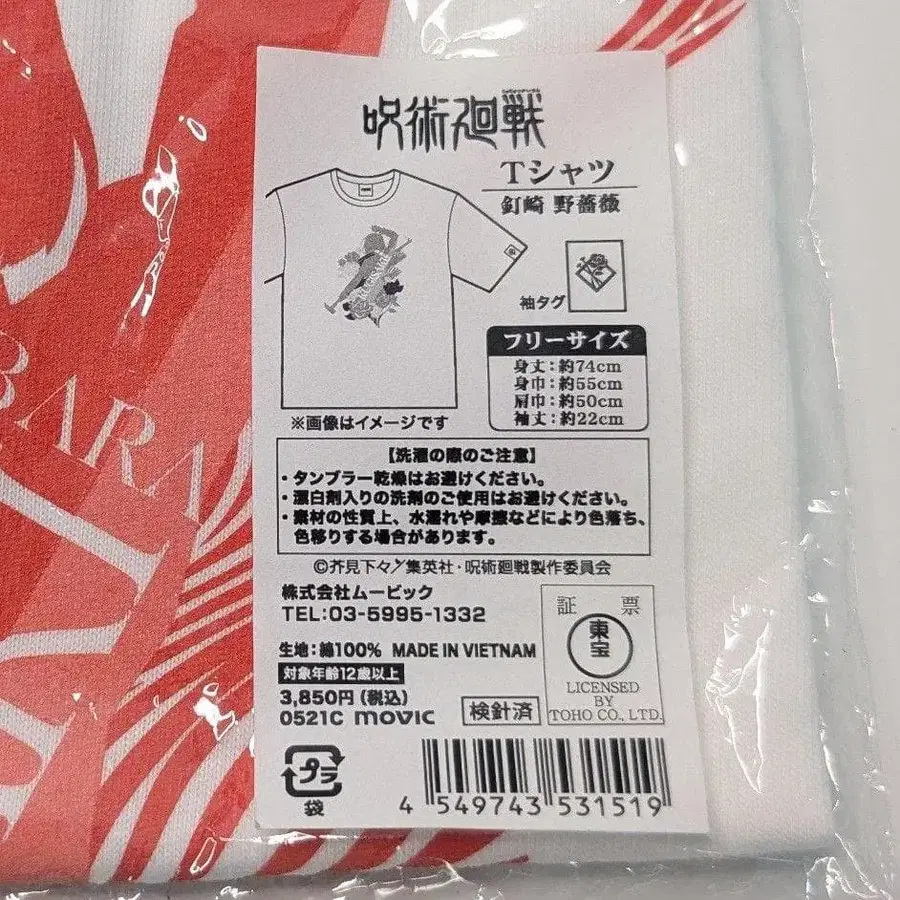 呪術廻戦
Tシャツ
釘崎 野薔薇
袖タグ
フリーサイズ
身丈:約74cm
身巾:約55cm
肩巾:約50cm
袖丈:約22cm
※画像はイメージです
【洗濯の際のご注意】
・タンブラー乾燥はお避けください。
・漂白剤入りの洗剤のご使用はお避けください。
・素材の性質上、水濡れや摩擦などにより色落ち、
色移りする場合があります。
©芥見下々/集英社・呪術廻戦製作委員会
株式会社ムービック
TEL:03-5995-1332
生地:綿100% MADE IN VIETNAM
対象年齢12歳以上
3,850円(税込)
0521C movic
検針済
証 票
東宝
LICENSED
BY
TOHO CO., LTD.
プラ
袋
4 549743 531519
BARA